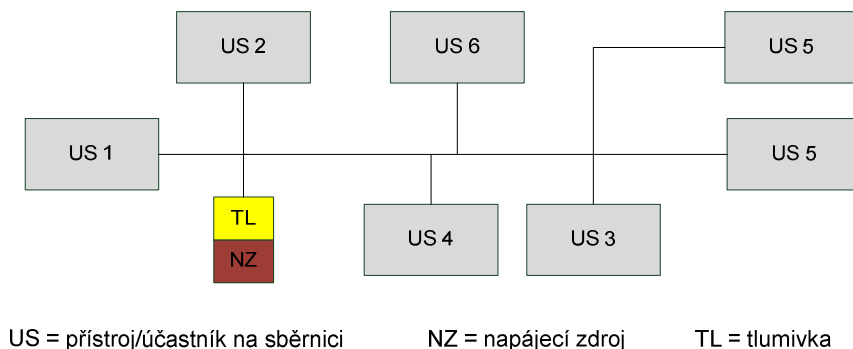 US 2
US 6
US 5
US 1
US 5
TL
US 4
US 3
NZ
US = přístroj/účastník na sběrnici
NZ = napájecí zdroj
TL = tlumivka